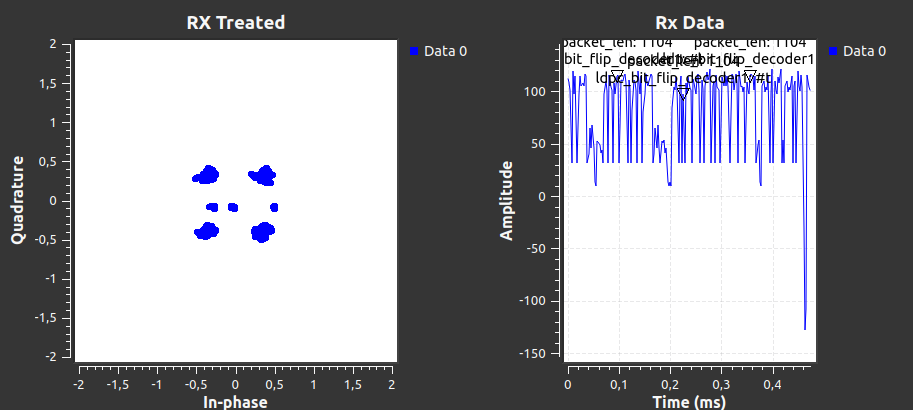 RX Treated
Data 0
Quadrature
2
1,5
1
0,5
0
-0,5
-1
-1,5
-2
-2
-1,5
-1
-0,5
0
0,5
1
1,5
2
In-phase
Rx Data
Data 0
Amplitude
100
50
0
-50
-100
-150
packet_len: 1104
packet_len: 1104
0
0,1
0,2
0,3
0,4
Time (ms)